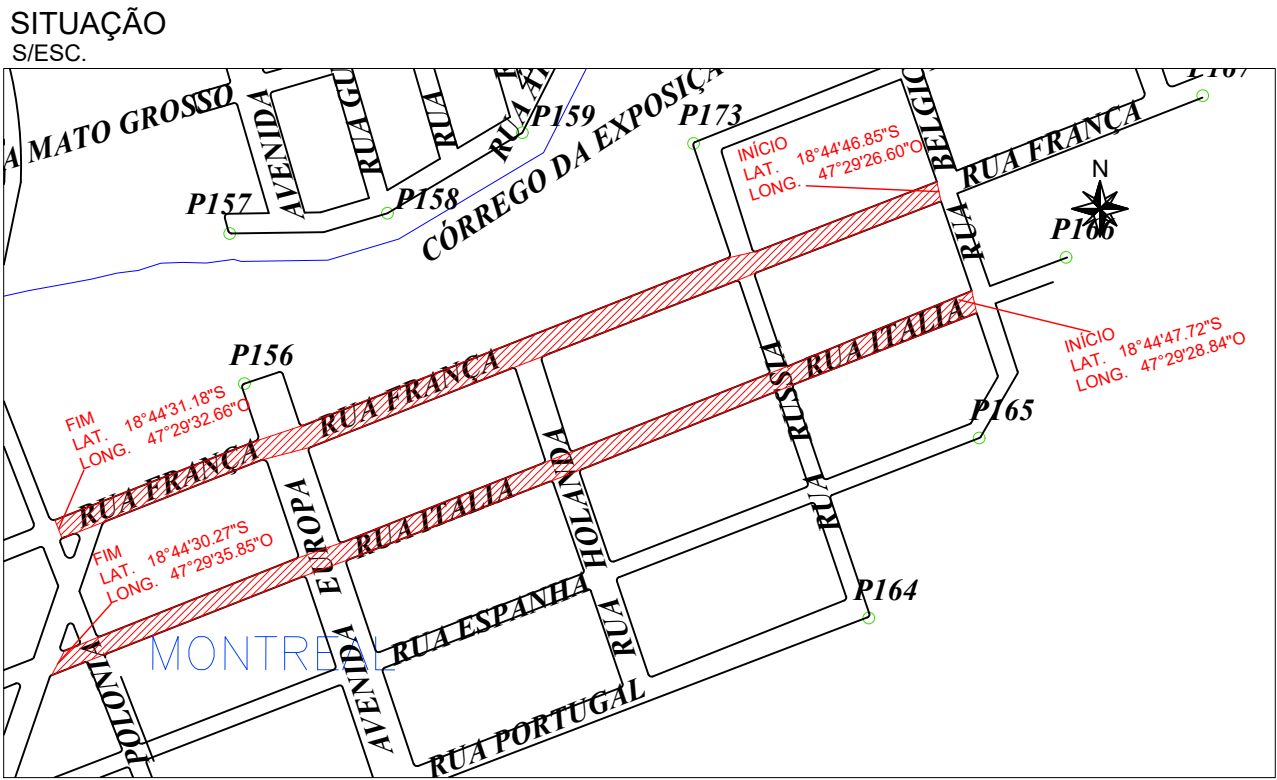 SITUAÇÃO
S/ESC.
MATO GROSSO
AVENIDA
RUA GU
RUA
RUA
P159
CÓRREGO DA EXPOSIÇÃ
P173
BELGIC
P167
RUA FRANÇA
INÍCIO
LAT. 18°44'46.85"S
LONG. 47°29'26.60"O
N
P157
P158
RUA
P166
RUA ITALIA
INÍCIO
LAT. 18°44'47.72"S
LONG. 47°29'28.84"O
P156
RUA FRANÇA
RUSSIA
RUA
FIM
LAT. 18°44'31.18"S
LONG. 47°29'32.66"O
RUA FRANÇA
P165
HOLANDA
RUA
RUA ITALIA
EUROPA
AVENIDA
FIM
LAT. 18°44'30.27"S
LONG. 47°29'35.85"O
RUA ESPANHA
P164
MONTREAL
POLONIA
RUA PORTUGAL